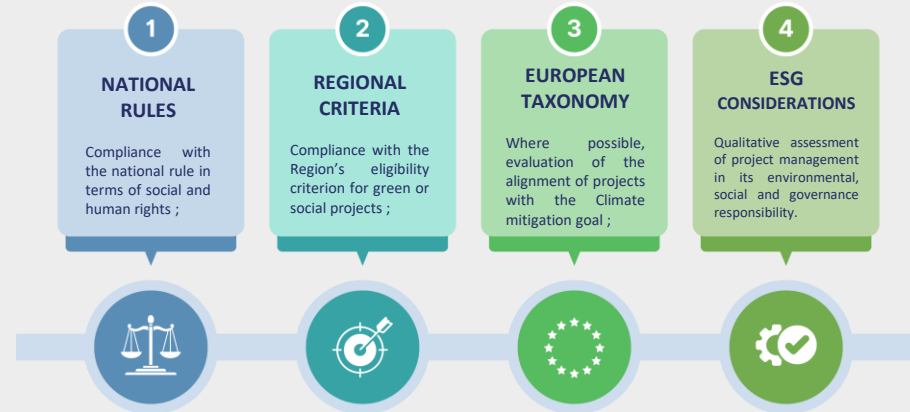 1
NATIONAL
RULES
Compliance with
the national rule in
terms of social and
human rights ;
2
REGIONAL
CRITERIA
Compliance with the
Region's eligibility
criterion for green or
social projects ;
3
EUROPEAN
TAXONOMY
Where possible,
evaluation of the
alignment of projects
with the Climate
mitigation goal ;
4
ESG
CONSIDERATIONS
Qualitative assessment
of project management
in its environmental,
social and governance
responsibility.